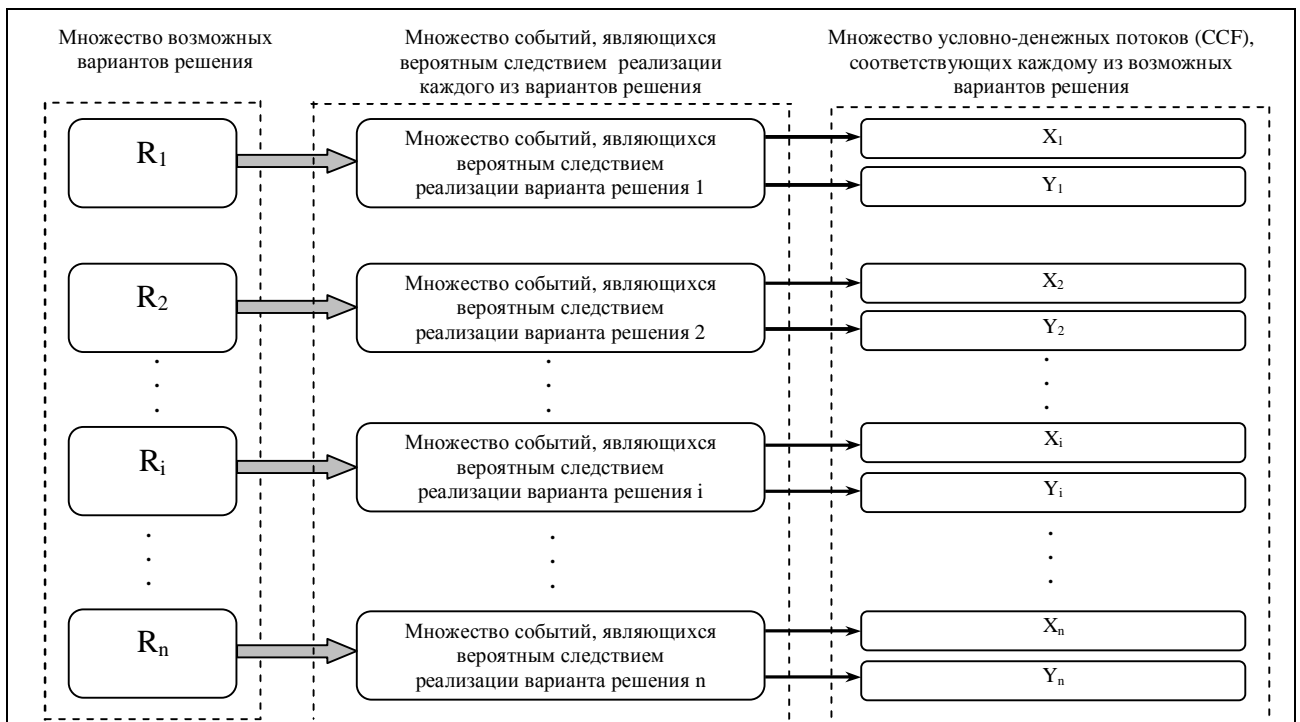 Множество возможных
вариантов решения
Множество событий, являющихся
вероятным следствием реализации
каждого из вариантов решения
Множество условно-денежных потоков (CCF),
соответствующих каждому из возможных
вариантов решения
R1
Множество событий, являющихся
вероятным следствием
реализации варианта решения 1
X1
Y1
R2
Множество событий, являющихся
вероятным следствием
реализации варианта решения 2
X2
Y2
Ri
Множество событий, являющихся
вероятным следствием
реализации варианта решения i
Xi
Yi
Rn
Множество событий, являющихся
вероятным следствием
реализации варианта решения n
Xn
Yn